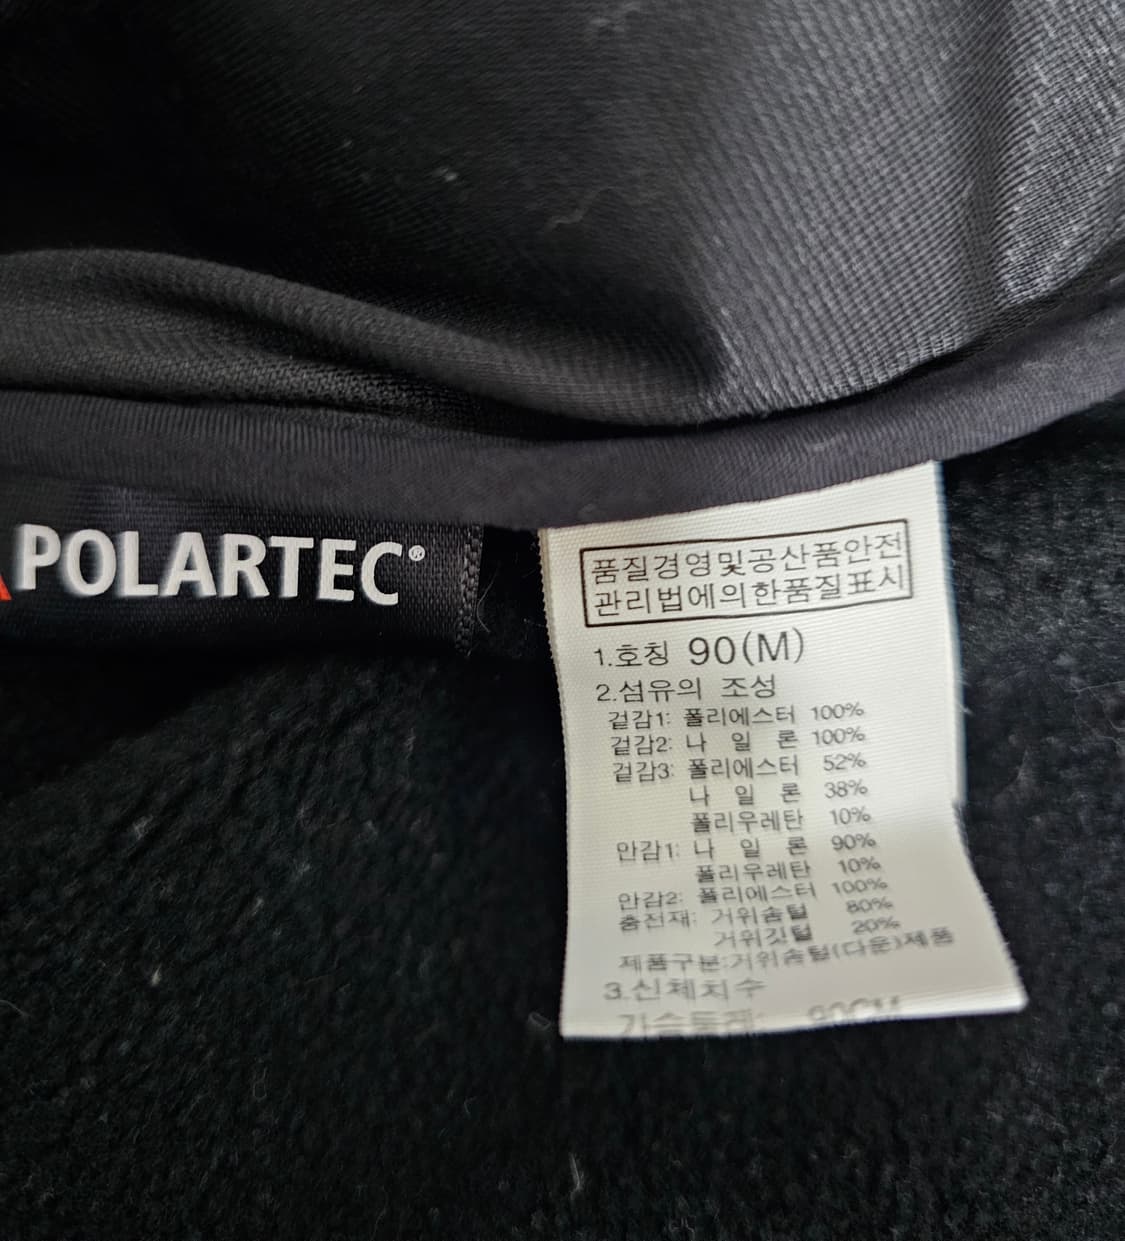 POLARTEC®
품질경영및공산품안전
관리법에의한품질표시
1.호칭 90(M)
2.섬유의 조성
겉감1: 폴리에스터 100%
겉감2: 나 일 론 100%
겉감3: 폴리에스터 52%
나 일 론 38%
폴리우레탄 10%
안감1: 나 일 론 90%
폴리우레탄 10%
안감2: 폴리에스터 100%
충전재: 거위솜털 80%
거위깃털 20%
제품구분:거위솜털(다운)제품
3.신체치수
가슴둘레: 90CM